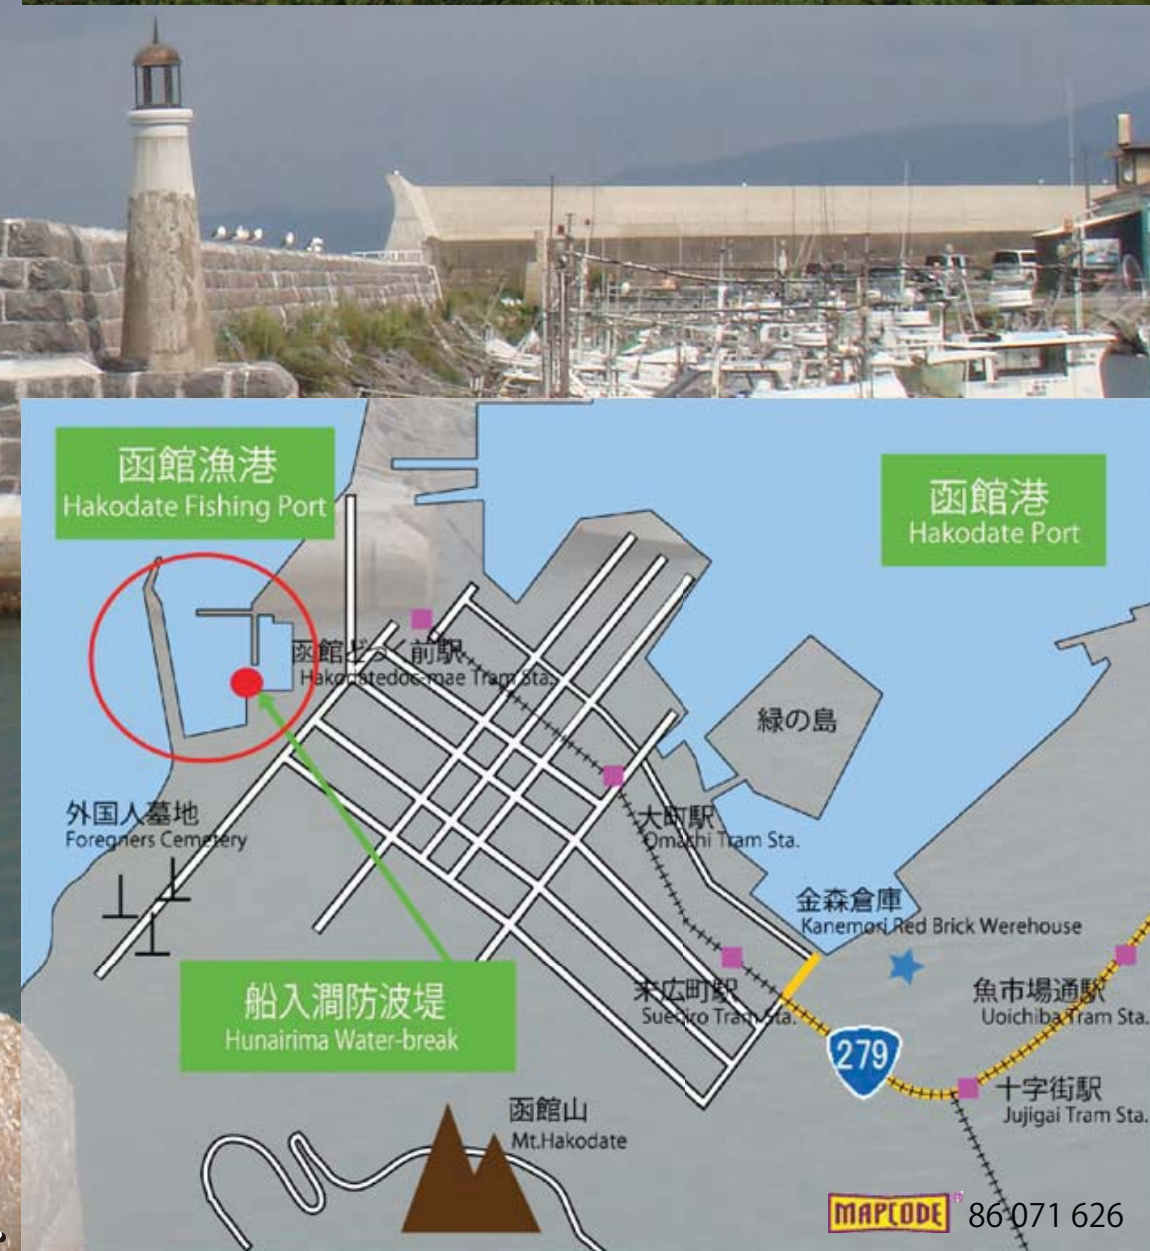 函館漁港
Hakodate Fishing Port
函館港
Hakodate Port
函館どっく前駅
Hakodatedoc-mae Tram Sta.
緑の島
外国人墓地
Foregners Cemetery
大町駅
Omachi Tram Sta.
金森倉庫
Kanemori Red Brick Werehouse
船入澗防波堤
Hunairima Water-break
末広町駅
Suehiro Tram Sta.
魚市場通駅
Uoichiba Tram Sta.
279
十字街駅
Jujigai Tram Sta.
函館山
Mt.Hakodate
MAPCODE® 86 071 626